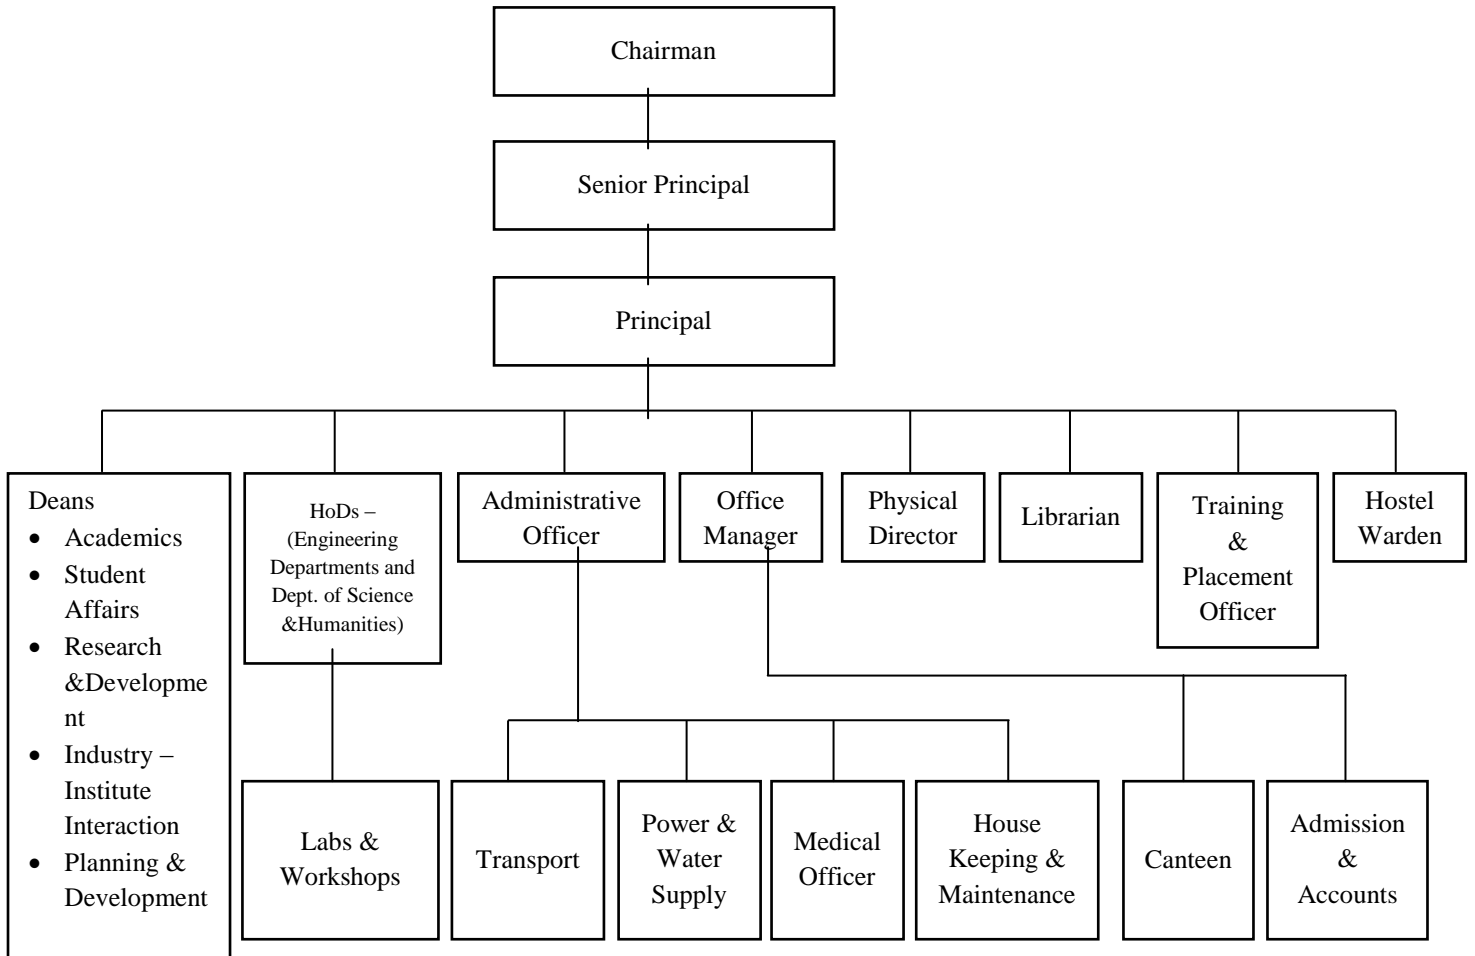 Chairman
Senior Principal
Principal
Deans
• Academics
• Student
Affairs
• Research
&Developme
nt
• Industry –
Institute
Interaction
• Planning &
Development
HoDs –
(Engineering
Departments and
Dept. of Science
&Humanities)
Administrative
Officer
Office
Manager
Physical
Director
Librarian
Training
&
Placement
Officer
Hostel
Warden
Labs &
Workshops
Transport
Power &
Water
Supply
Medical
Officer
House
Keeping &
Maintenance
Canteen
Admission
&
Accounts